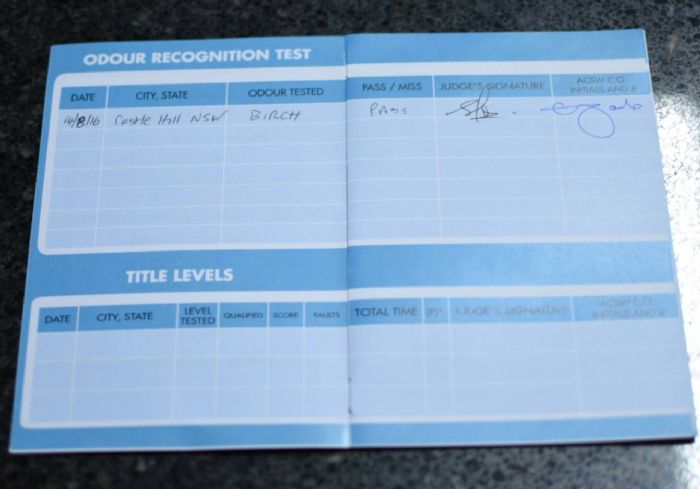 ODOUR RECOGNITION TEST
DATE CITY, STATE ODOUR TESTED PASS / MISS JUDGE'S SIGNATURE ACSW C.O.
INITIALS AND #
14/8/16 Castle Hill NSW BIRCH PASS
TITLE LEVELS
DATE CITY, STATE LEVEL TESTED QUALIFIED SCORE FAULTS TOTAL TIME (P)* JUDGE'S SIGNATURE ACSW C.O.
INITIALS AND #